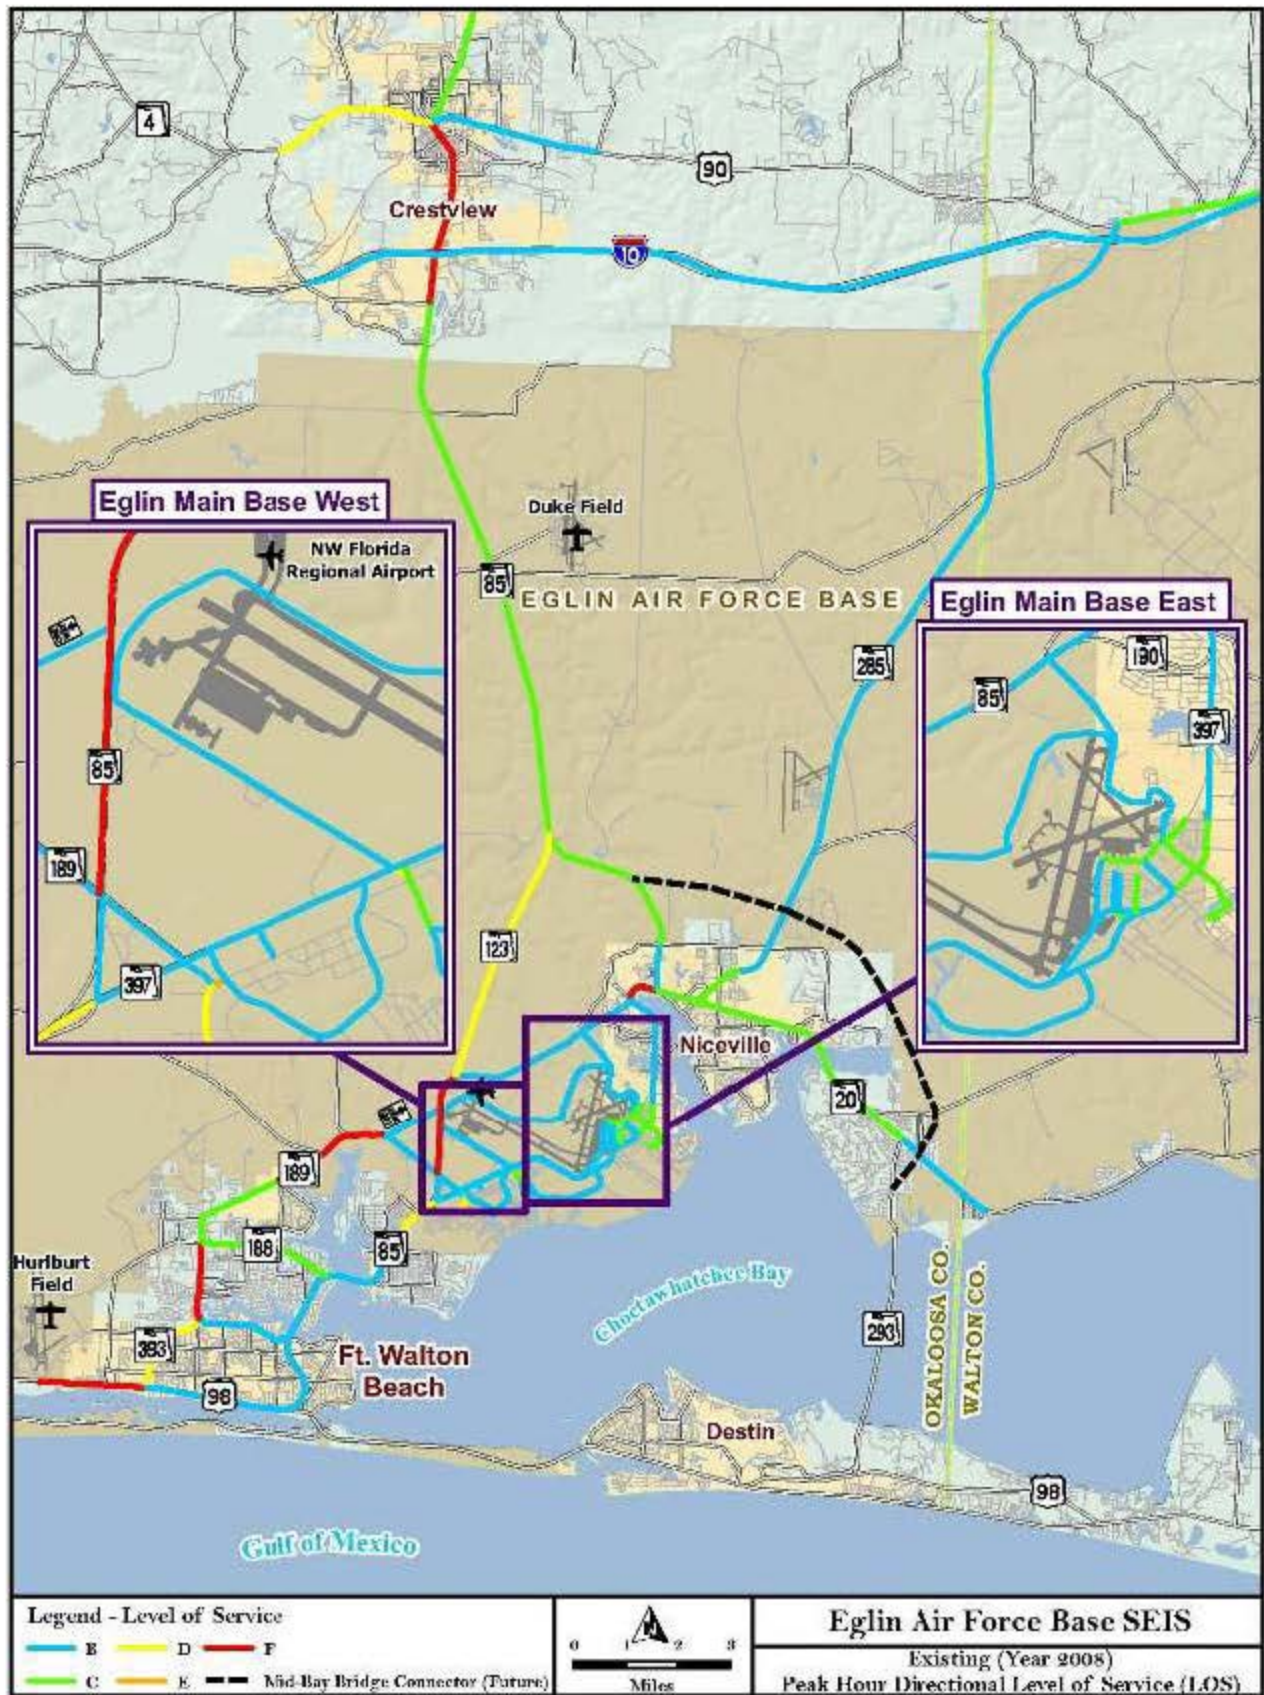 4
90
Crestview
10
Eglin Main Base West
Duke Field
NW Florida
Regional Airport
85
EGLIN AIR FORCE BASE
Eglin Main Base East
285
190
85
397
85
189
397
123
Niceville
20
189
188
85
Hurlburt
Field
Choctawhatchee Bay
OKALOOSA CO.
WALTON CO.
293
393
Ft. Walton
Beach
98
Destin
98
Gulf of Mexico
Legend - Level of Service
B D F
C E Mid-Bay Bridge Connector (Future)
N
0 1 2 3
Miles
Eglin Air Force Base SEIS
Existing (Year 2008)
Peak Hour Directional Level of Service (LOS)